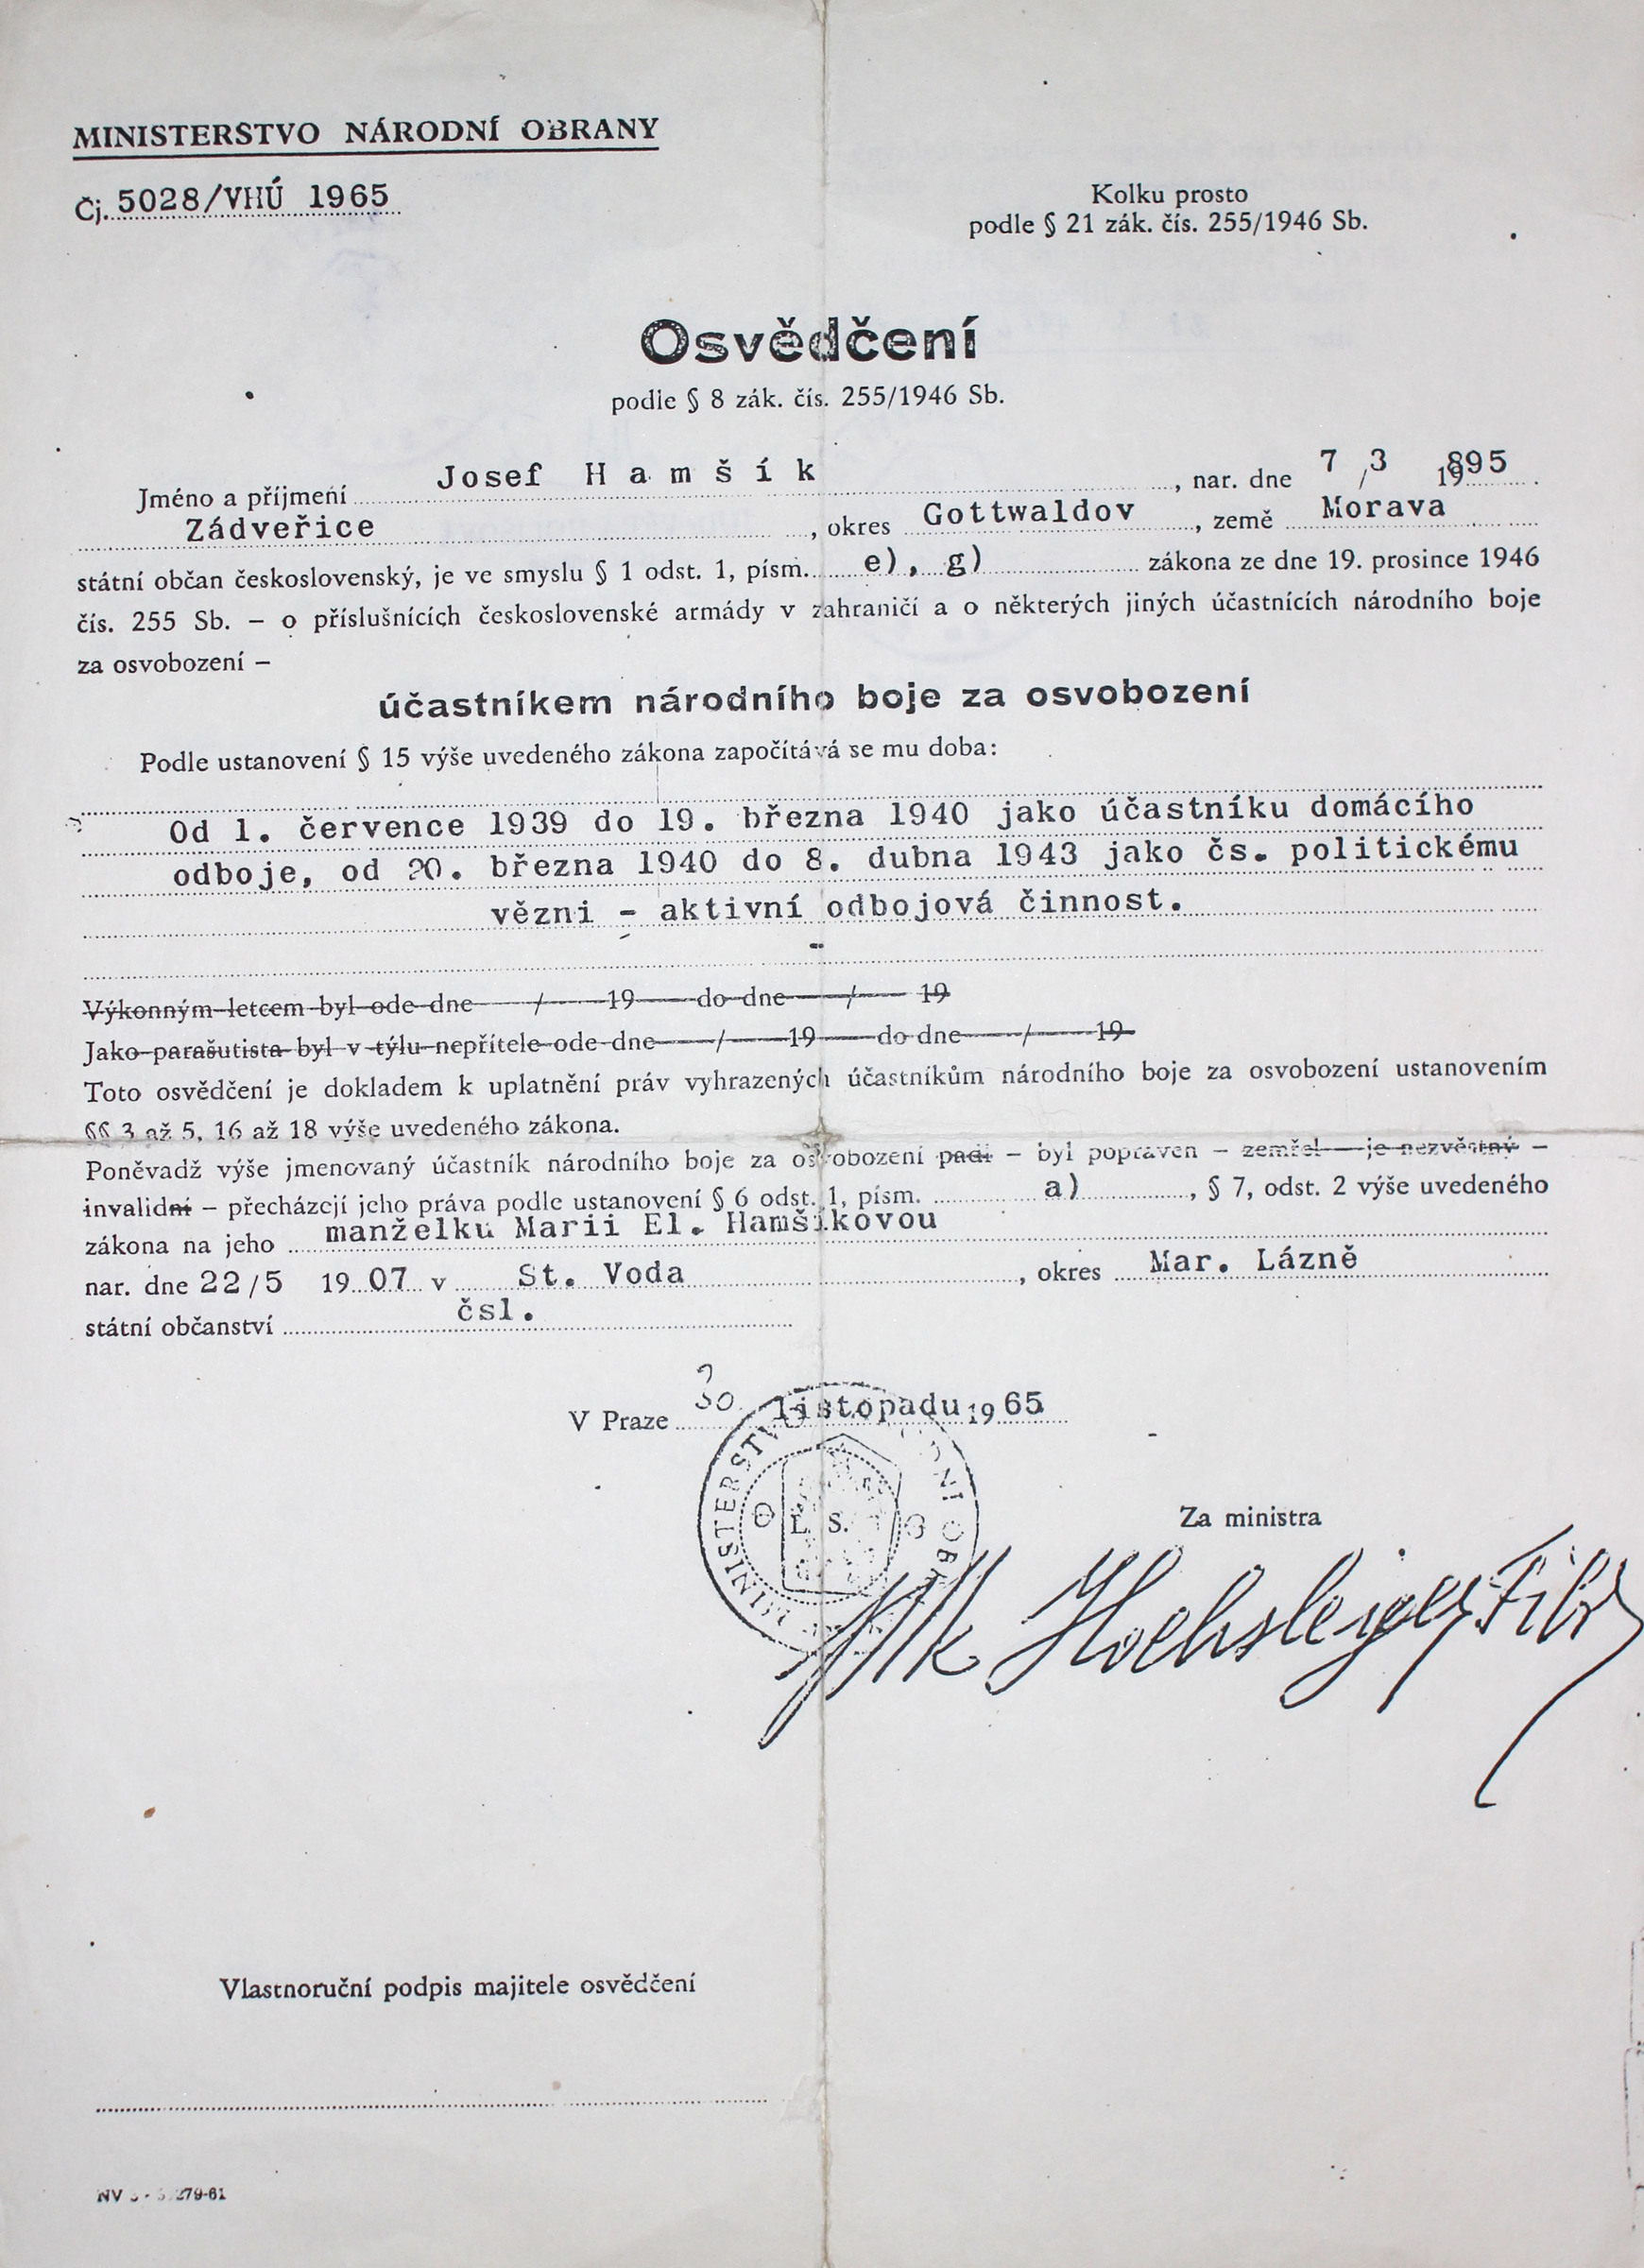 MINISTERSTVO NÁRODNÍ OBRANY
Čj. 5028/VHÚ 1965
Kolku prosto
podle § 21 zák. čís. 255/1946 Sb.
Osvědčení
podle § 8 zák. čís. 255/1946 Sb.
Jméno a příjmení Josef Hamšík, nar. dne 7/3 1895
Zádveřice, okres Gottwaldov, země Morava
státní občan československý, je ve smyslu § 1 odst. 1, písm. e), g) zákona ze dne 19. prosince 1946
čís. 255 Sb. – o příslušnících československé armády v zahraničí a o některých jiných účastnících národního boje
za osvobození –
účastníkem národního boje za osvobození
Podle ustanovení § 15 výše uvedeného zákona započítává se mu doba:
Od 1. července 1939 do 19. března 1940 jako účastníku domácího
odboje, od 20. března 1940 do 8. dubna 1943 jako čs. politickému
vězni - aktivní odbojová činnost.
Výkonným letcem byl ode dne / 19 do dne / 19
Jako parašutista byl v týlu nepřítele ode dne / 19 do dne / 19
Toto osvědčení je dokladem k uplatnění práv vyhrazených účastníkům národního boje za osvobození ustanovením
§§ 3 až 5, 16 až 18 výše uvedeného zákona.
Poněvadž výše jmenovaný účastník národního boje za osvobození padl – byl popraven – zemřel – je nezvěstný –
invalidní – přecházejí jeho práva podle ustanovení § 6 odst. 1, písm. a), § 7, odst. 2 výše uvedeného
zákona na jeho manželku Marii El. Hamšíkovou
nar. dne 22/5 1907 v St. Voda, okres Mar. Lázně
státní občanství čsl.
V Praze 30. listopadu 1965
L. S.
Za ministra
Vlastnoruční podpis majitele osvědčení